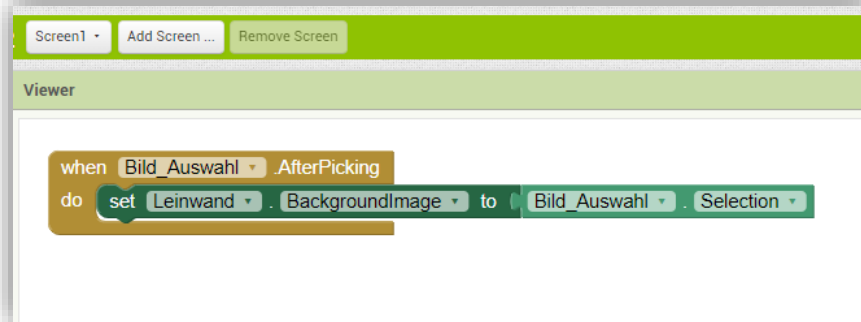 Screen1 Add Screen ... Remove Screen
Viewer
when Bild_Auswahl .AfterPicking
do set Leinwand . BackgroundImage to Bild_Auswahl . Selection